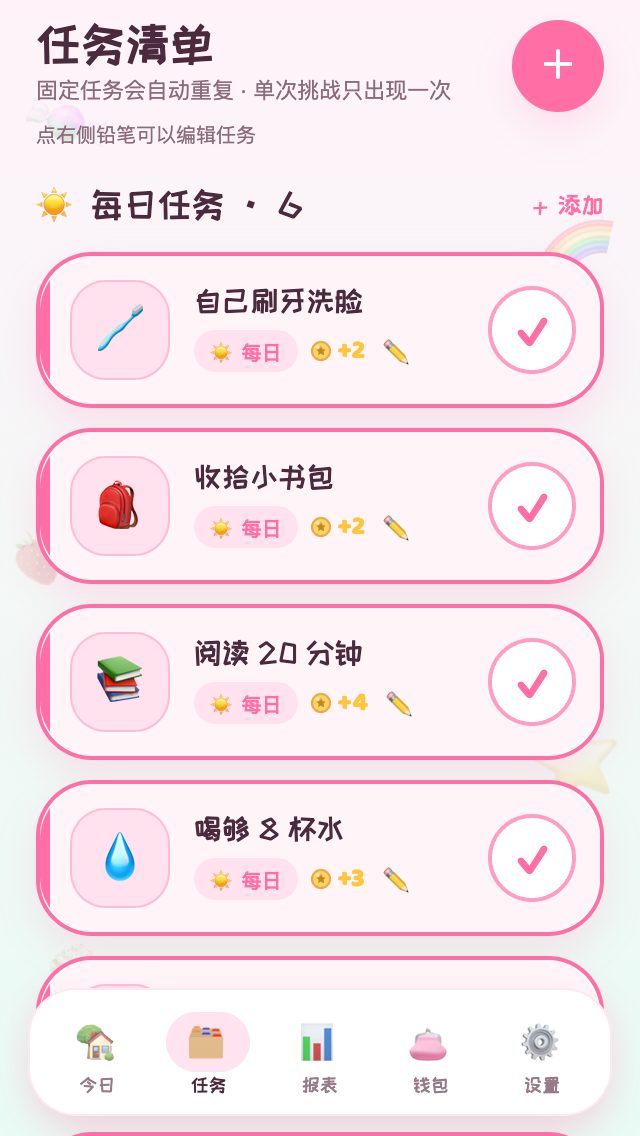 任务清单
固定任务会自动重复 · 单次挑战只出现一次
点右侧铅笔可以编辑任务
每日任务 · 6
+ 添加
自己刷牙洗脸
每日 +2
收拾小书包
每日 +2
阅读 20 分钟
每日 +4
喝够 8 杯水
每日 +3
今日 任务 报表 钱包 设置